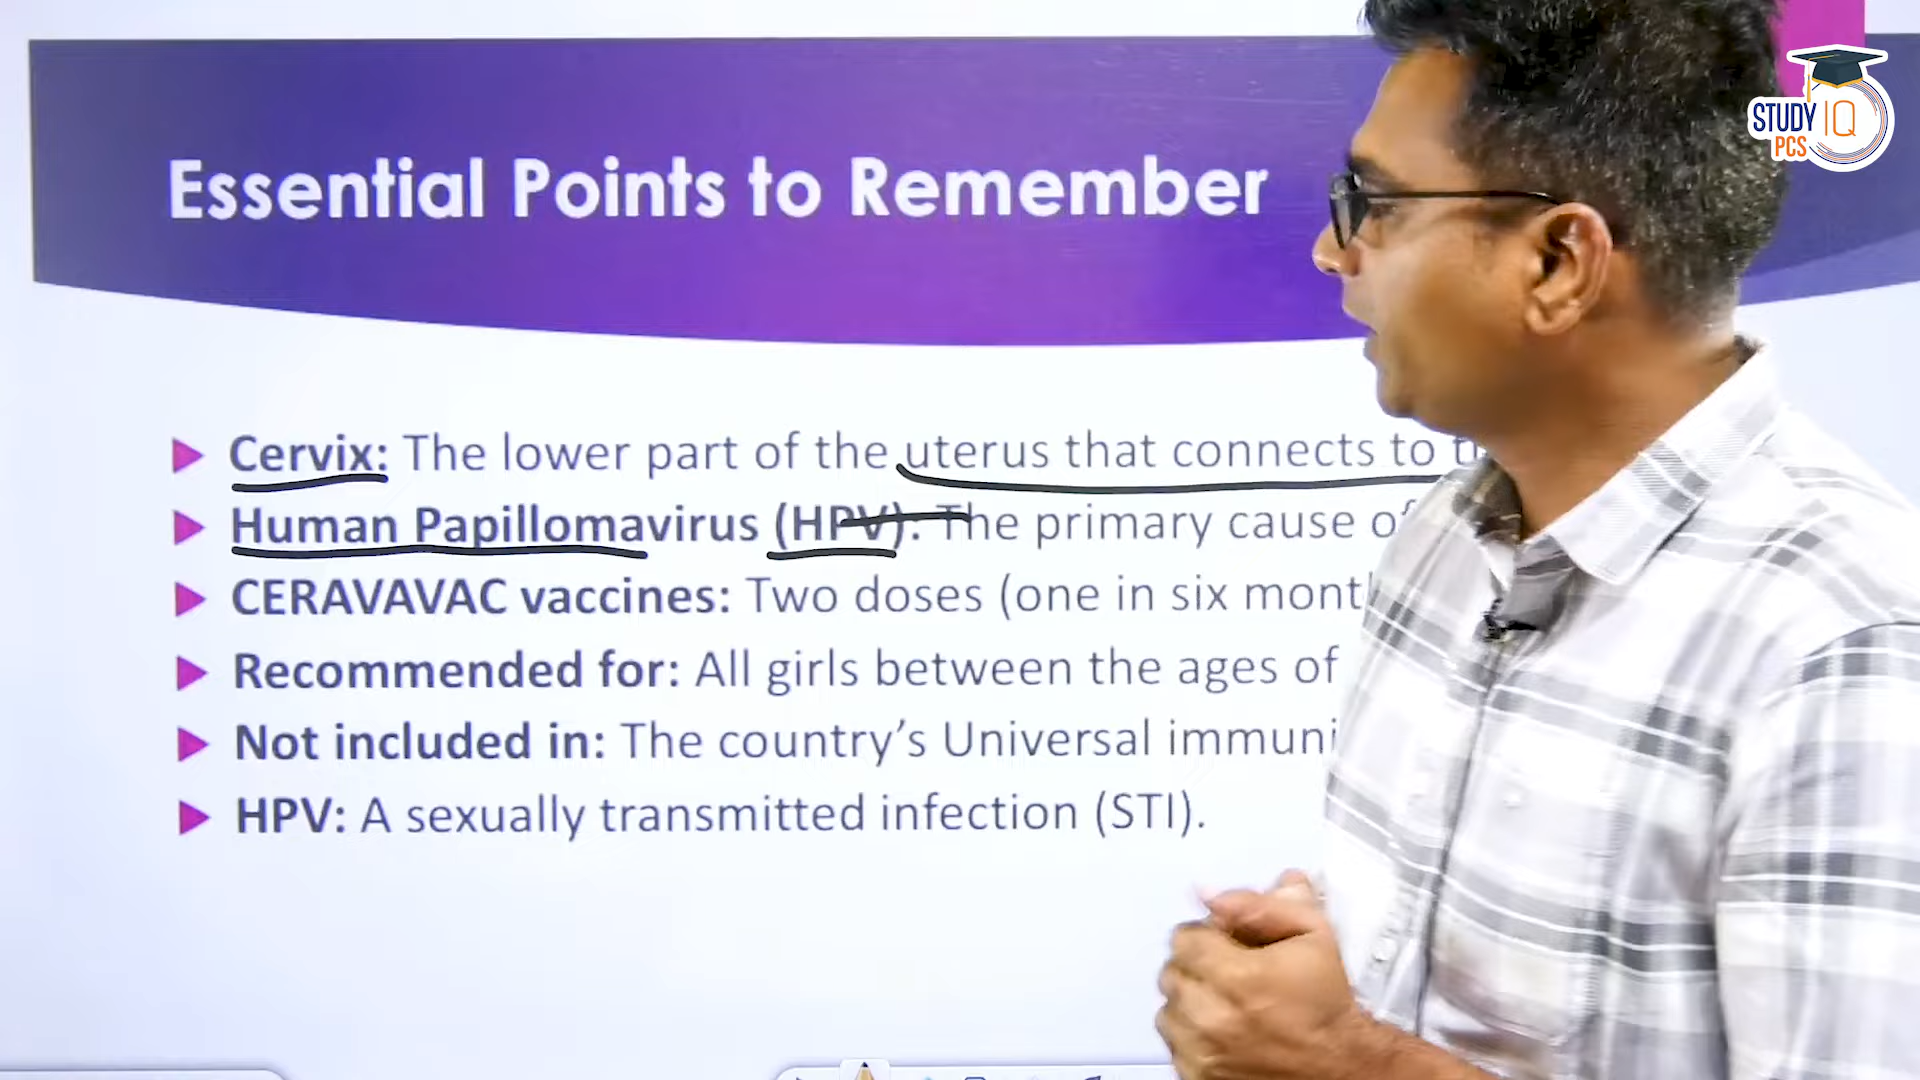 STUDY IQ
PCS
Essential Points to Remember
Cervix: The lower part of the uterus that connects to
Human Papillomavirus (HPV): The primary cause of
CERAVAVAC vaccines: Two doses (one in six
Recommended for: All girls between the ages of
Not included in: The country's Universal
HPV: A sexually transmitted infection (STI).